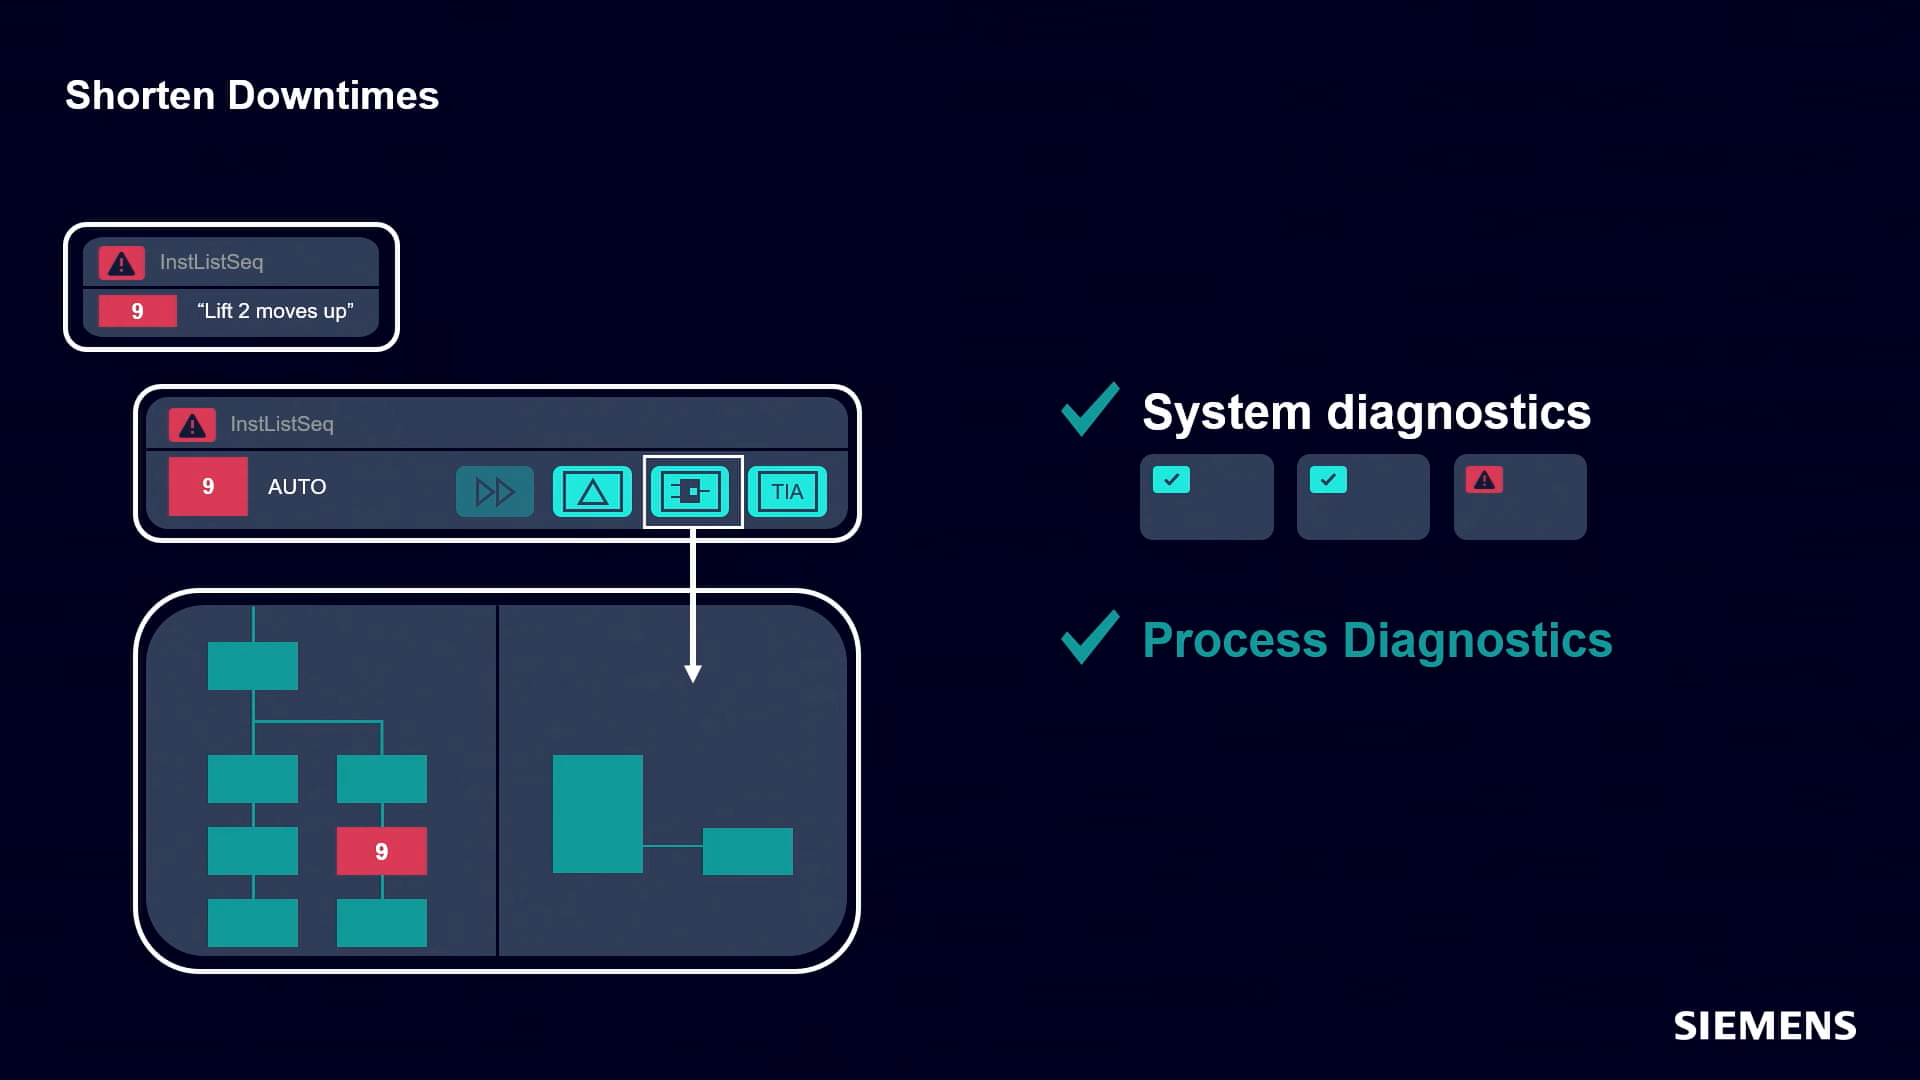 Shorten Downtimes
InstListSeq
9 “Lift 2 moves up”
InstListSeq
9 AUTO TIA
9
System diagnostics
Process Diagnostics
SIEMENS